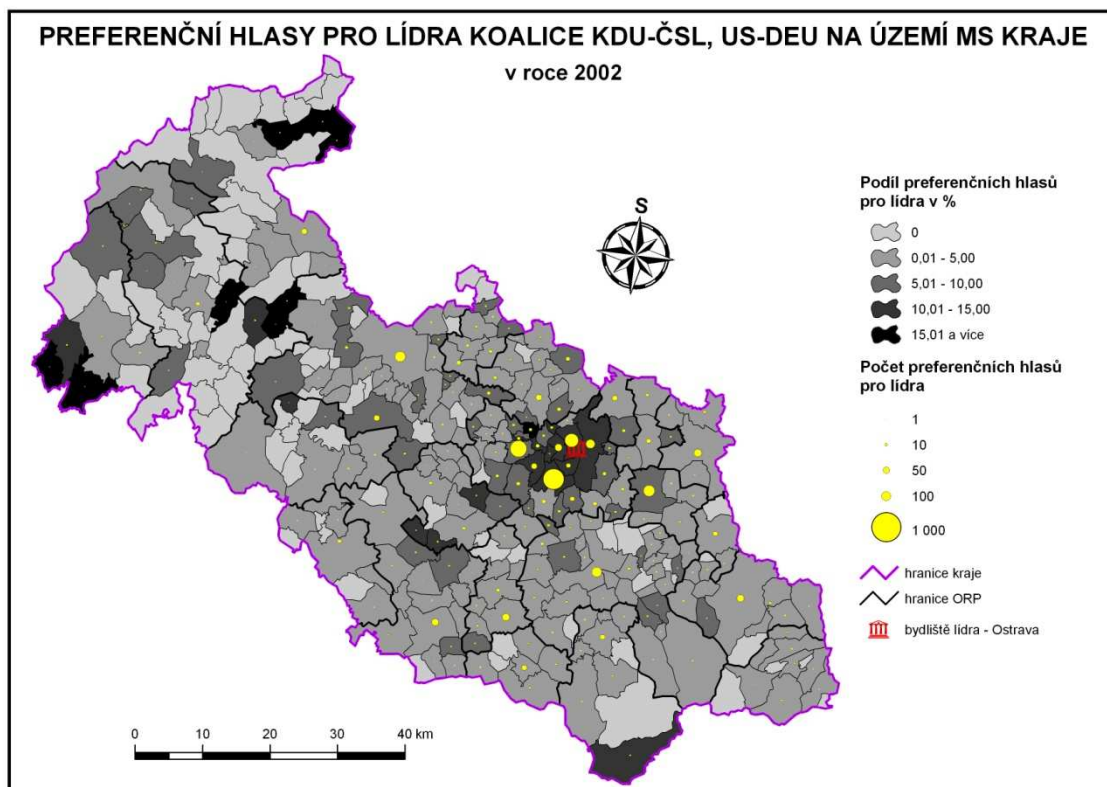 PREFERENČNÍ HLASY PRO LÍDRA KOALICE KDU-ČSL, US-DEU NA ÚZEMÍ MS KRAJE
v roce 2002
S
Podíl preferenčních hlasů
pro lídra v %
0
0,01 - 5,00
5,01 - 10,00
10,01 - 15,00
15,01 a více
Počet preferenčních hlasů
pro lídra
1
10
50
100
1 000
hranice kraje
hranice ORP
bydliště lídra - Ostrava
0 10 20 30 40 km